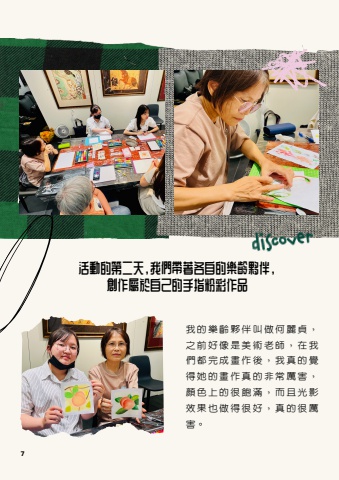 discover
活動的第二天，我們帶著各自的樂齡夥伴，
創作屬於自己的手指粉彩作品
我的樂齡夥伴叫做何麗貞，
之前好像是美術老師，在我
們都完成畫作後，我真的覺
得她的畫作真的非常厲害，
顏色上的很飽滿，而且光影
效果也做得很好，真的很厲
害。
7